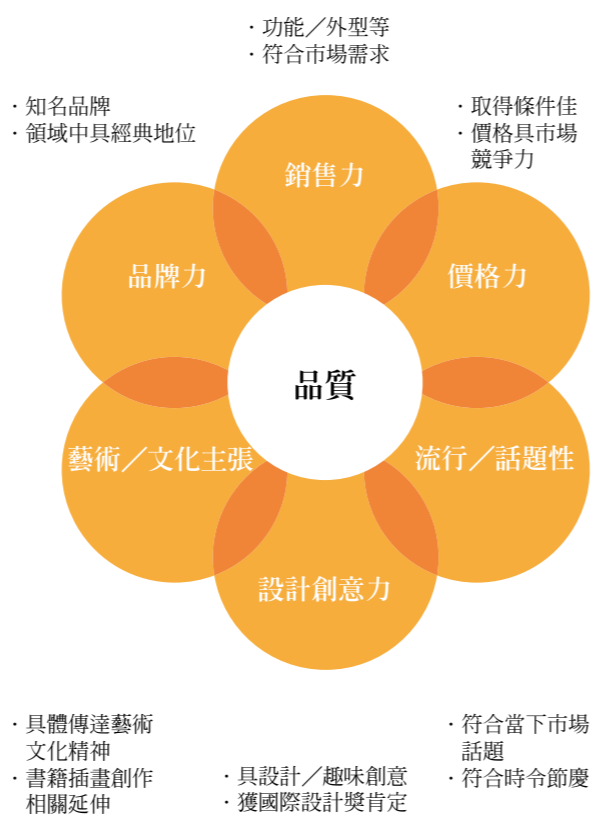 ・功能／外型等
・符合市場需求
・知名品牌
・領域中具經典地位
・取得條件佳
・價格具市場
競爭力
銷售力
品牌力
價格力
品質
藝術／文化主張
流行／話題性
設計創意力
・具體傳達藝術
文化精神
・書籍插畫創作
相關延伸
・具設計／趣味創意
・獲國際設計獎肯定
・符合當下市場
話題
・符合時令節慶